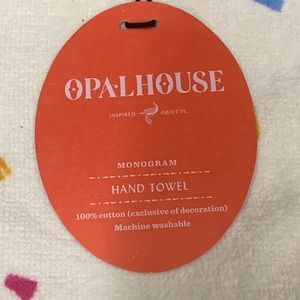 OPALHOUSE
INSPIRED OBJECTS.
MONOGRAM
HAND TOWEL
100% cotton (exclusive of decoration)
Machine washable